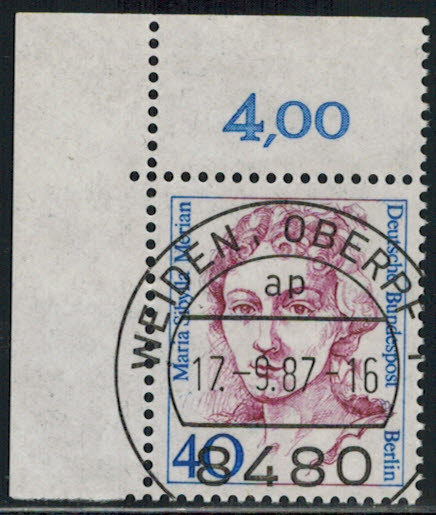 4,00
Maria Sibylla Merian
Deutsche Bundespost Berlin
WEIDEN, OBERPF
ap
17.-9.87-16
40
8480